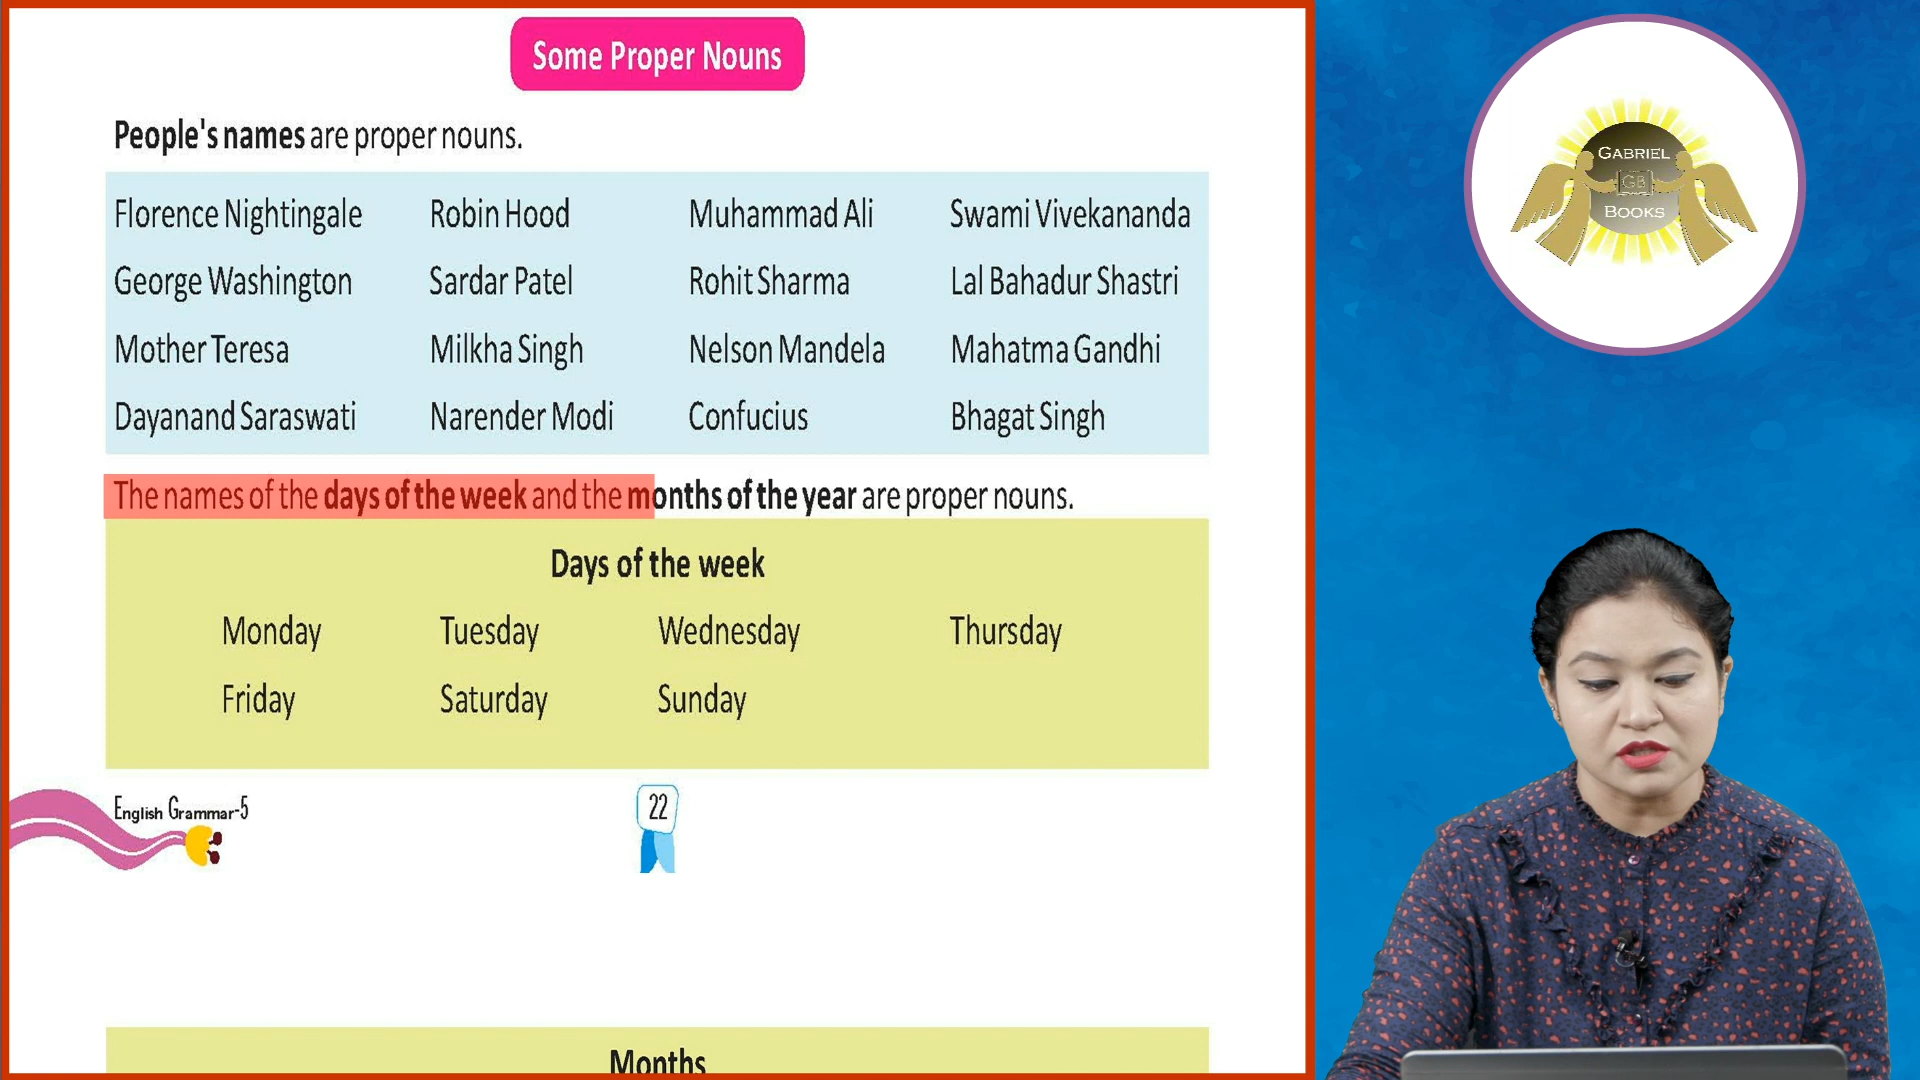 Some Proper Nouns
People's names are proper nouns.
Florence Nightingale Robin Hood Muhammad Ali Swami Vivekananda
George Washington Sardar Patel Rohit Sharma Lal Bahadur Shastri
Mother Teresa Milkha Singh Nelson Mandela Mahatma Gandhi
Dayanand Saraswati Narender Modi Confucius Bhagat Singh
The names of the days of the week and the months of the year are proper nouns.
Days of the week
Monday Tuesday Wednesday Thursday
Friday Saturday Sunday
English Grammar-5
22
Months
GABRIEL
GB
BOOKS